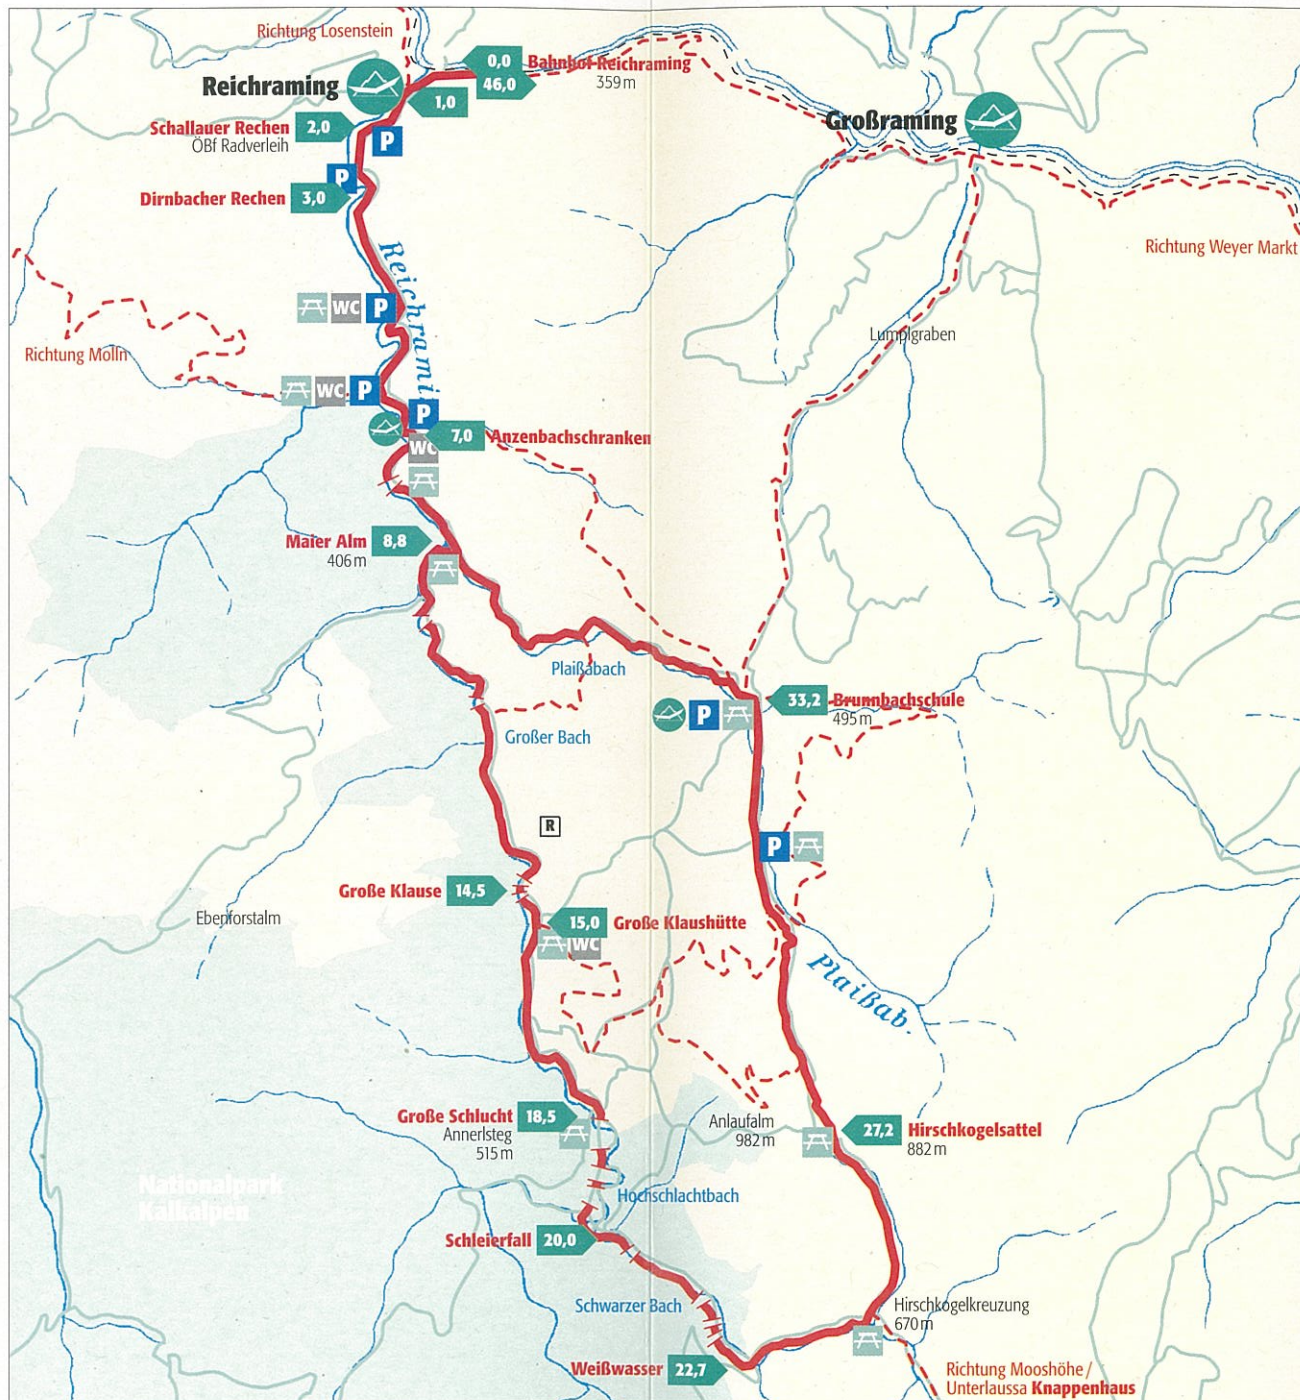 Richtung Losenstein
0,0 Bahnhof Reichraming
359 m
46,0
Reichraming
1,0
Schallauer Rechen 2,0
ÖBf Radverleih
P
Großraming
P
Dirnbacher Rechen 3,0
Richtung Weyer Markt
Reichrami
WC P
Lumplgraben
Richtung Molln
WC P
P
7,0 Anzenbachschranken
WC
Maier Alm 8,8
406 m
Plaißabach
33,2 Brunnbachschule
495 m
P
Großer Bach
R
P
Große Klause 14,5
Ebenforstalm
15,0 Große Klaushütte
WC
Plaißab.
Große Schlucht 18,5
Annerlsteg
515 m
Anlaufalm
982 m
27,2 Hirschkogelsattel
882 m
Nationalpark
Kalkalpen
Hochschlachtbach
Schleierfall 20,0
Schwarzer Bach
Hirschkogelkreuzung
670 m
Weißwasser 22,7
Richtung Mooshöhe /
Unterlaussa Knappenhaus